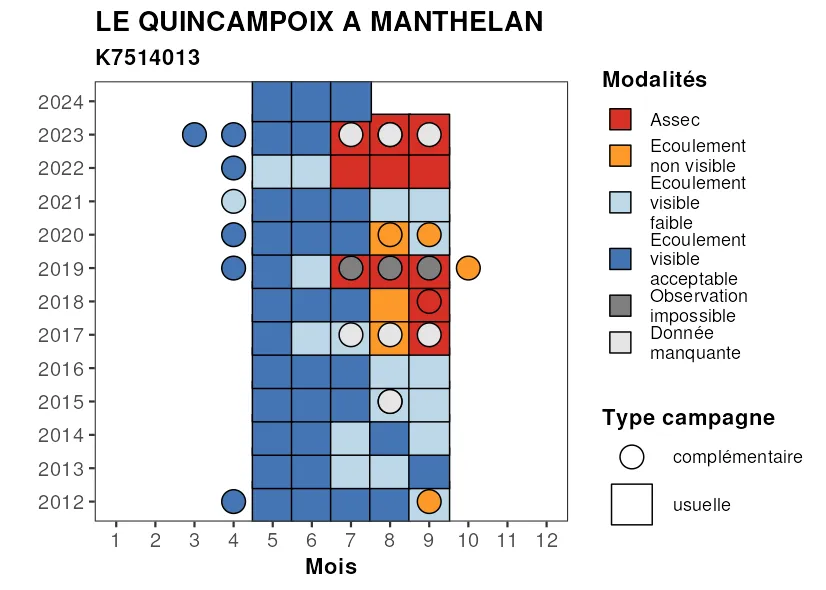 LE QUINCAMPOIX A MANTHELAN
K7514013
2024
2023
2022
2021
2020
2019
2018
2017
2016
2015
2014
2013
2012
1 2 3 4 5 6 7 8 9 10 11 12
Mois
Modalités
Assec
Ecoulement
non visible
Ecoulement
visible
faible
Ecoulement
visible
acceptable
Observation
impossible
Donnée
manquante
Type campagne
complémentaire
usuelle